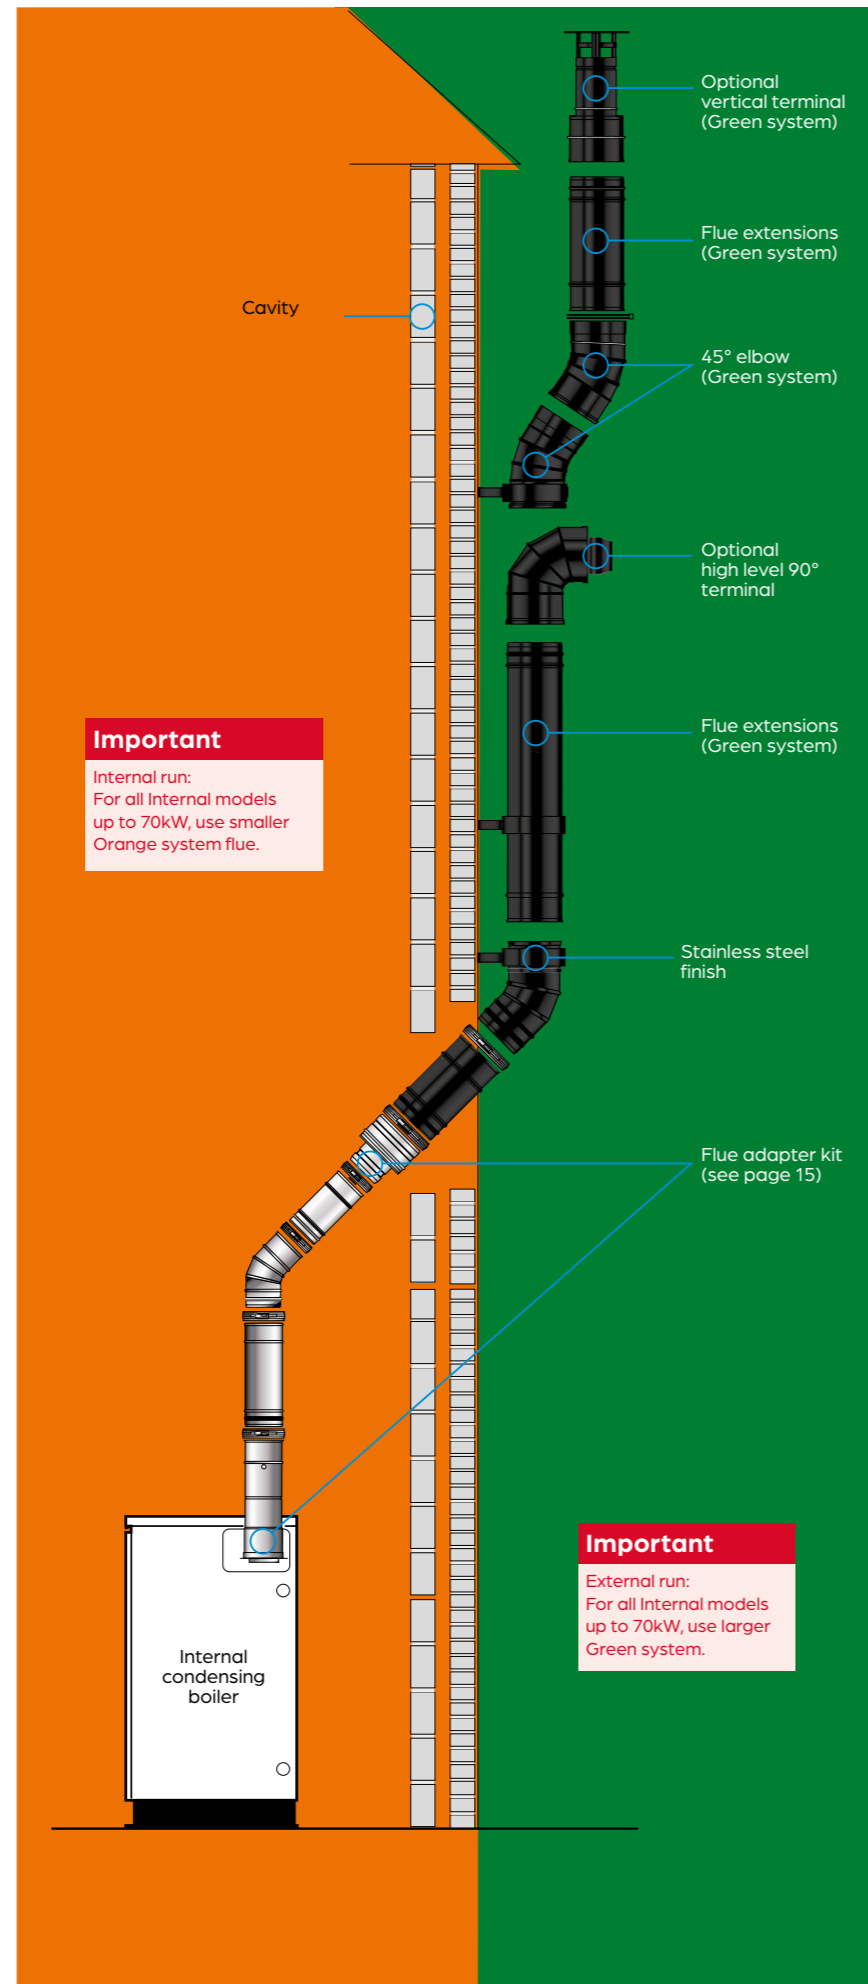 Optional
vertical terminal
(Green system)
Flue extensions
(Green system)
Cavity
45° elbow
(Green system)
Optional
high level 90°
terminal
Important
Internal run:
For all Internal models
up to 70kW, use smaller
Orange system flue.
Flue extensions
(Green system)
Stainless steel
finish
Flue adapter kit
(see page 15)
Important
External run:
For all Internal models
up to 70kW, use larger
Green system.
Internal
condensing
boiler